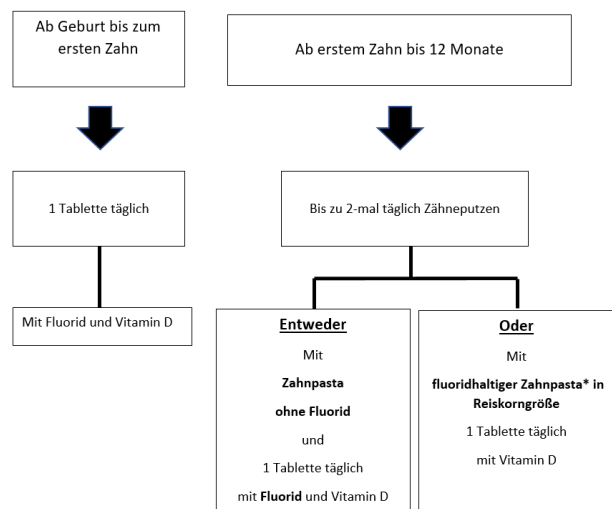 Ab Geburt bis zum
ersten Zahn
Ab erstem Zahn bis 12 Monate
1 Tablette täglich
Bis zu 2-mal täglich Zähneputzen
Mit Fluorid und Vitamin D
Entweder
Mit
Zahnpasta
ohne Fluorid
und
1 Tablette täglich
mit Fluorid und Vitamin D
Oder
Mit
fluoridhaltiger Zahnpasta* in
Reiskorngröße
1 Tablette täglich
mit Vitamin D